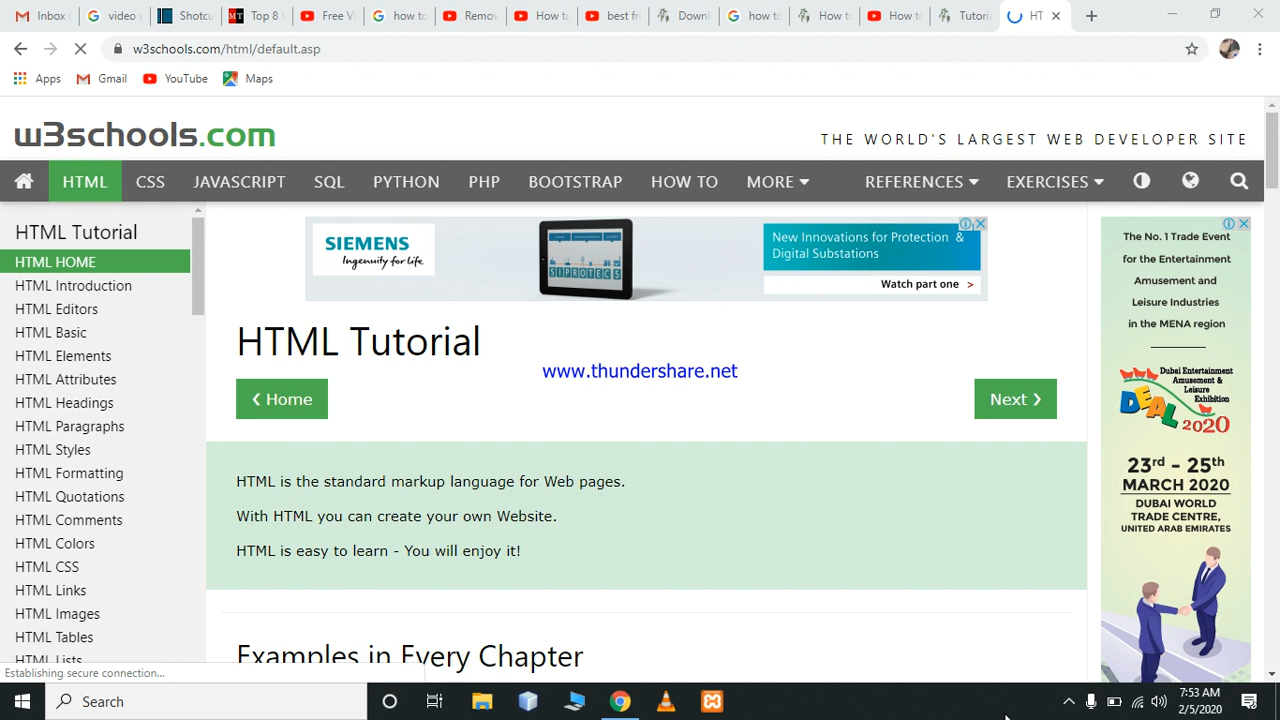 Inbox
video
Shotcu
Top 8
Free V
how to
Remov
How to
best fr
Downl
how to
How to
How to
Tutoria
HT
w3schools.com/html/default.asp
Apps
Gmail
YouTube
Maps
w3schools.com
THE WORLD'S LARGEST WEB DEVELOPER SITE
HTML CSS JAVASCRIPT SQL PYTHON PHP BOOTSTRAP HOW TO MORE REFERENCES EXERCISES
HTML Tutorial
HTML HOME
HTML Introduction
HTML Editors
HTML Basic
HTML Elements
HTML Attributes
HTML Headings
HTML Paragraphs
HTML Styles
HTML Formatting
HTML Quotations
HTML Comments
HTML Colors
HTML CSS
HTML Links
HTML Images
HTML Tables
HTML Lists
SIEMENS
Ingenuity for life
SIPROTEC 5
New Innovations for Protection &
Digital Substations
Watch part one >
HTML Tutorial
www.thundershare.net
❮ Home
Next ❯
HTML is the standard markup language for Web pages.
With HTML you can create your own Website.
HTML is easy to learn - You will enjoy it!
Examples in Every Chapter
The No. 1 Trade Event
for the Entertainment
Amusement and
Leisure Industries
in the MENA region
Dubai Entertainment
Amusement &
Leisure
Exhibition
DEAL
2020
23rd - 25th
MARCH 2020
DUBAI WORLD
TRADE CENTRE,
UNITED ARAB EMIRATES
Establishing secure connection...
Search
7:53 AM
2/5/2020